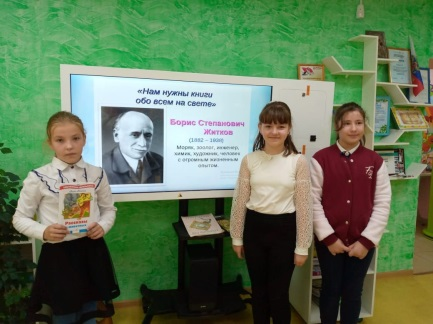 «Нам нужны книги
обо всем на свете»
Борис Степанович
Житков
(1882 – 1938)
Моряк, зоолог, инженер,
химик, художник, человек
с огромным жизненным
опытом.